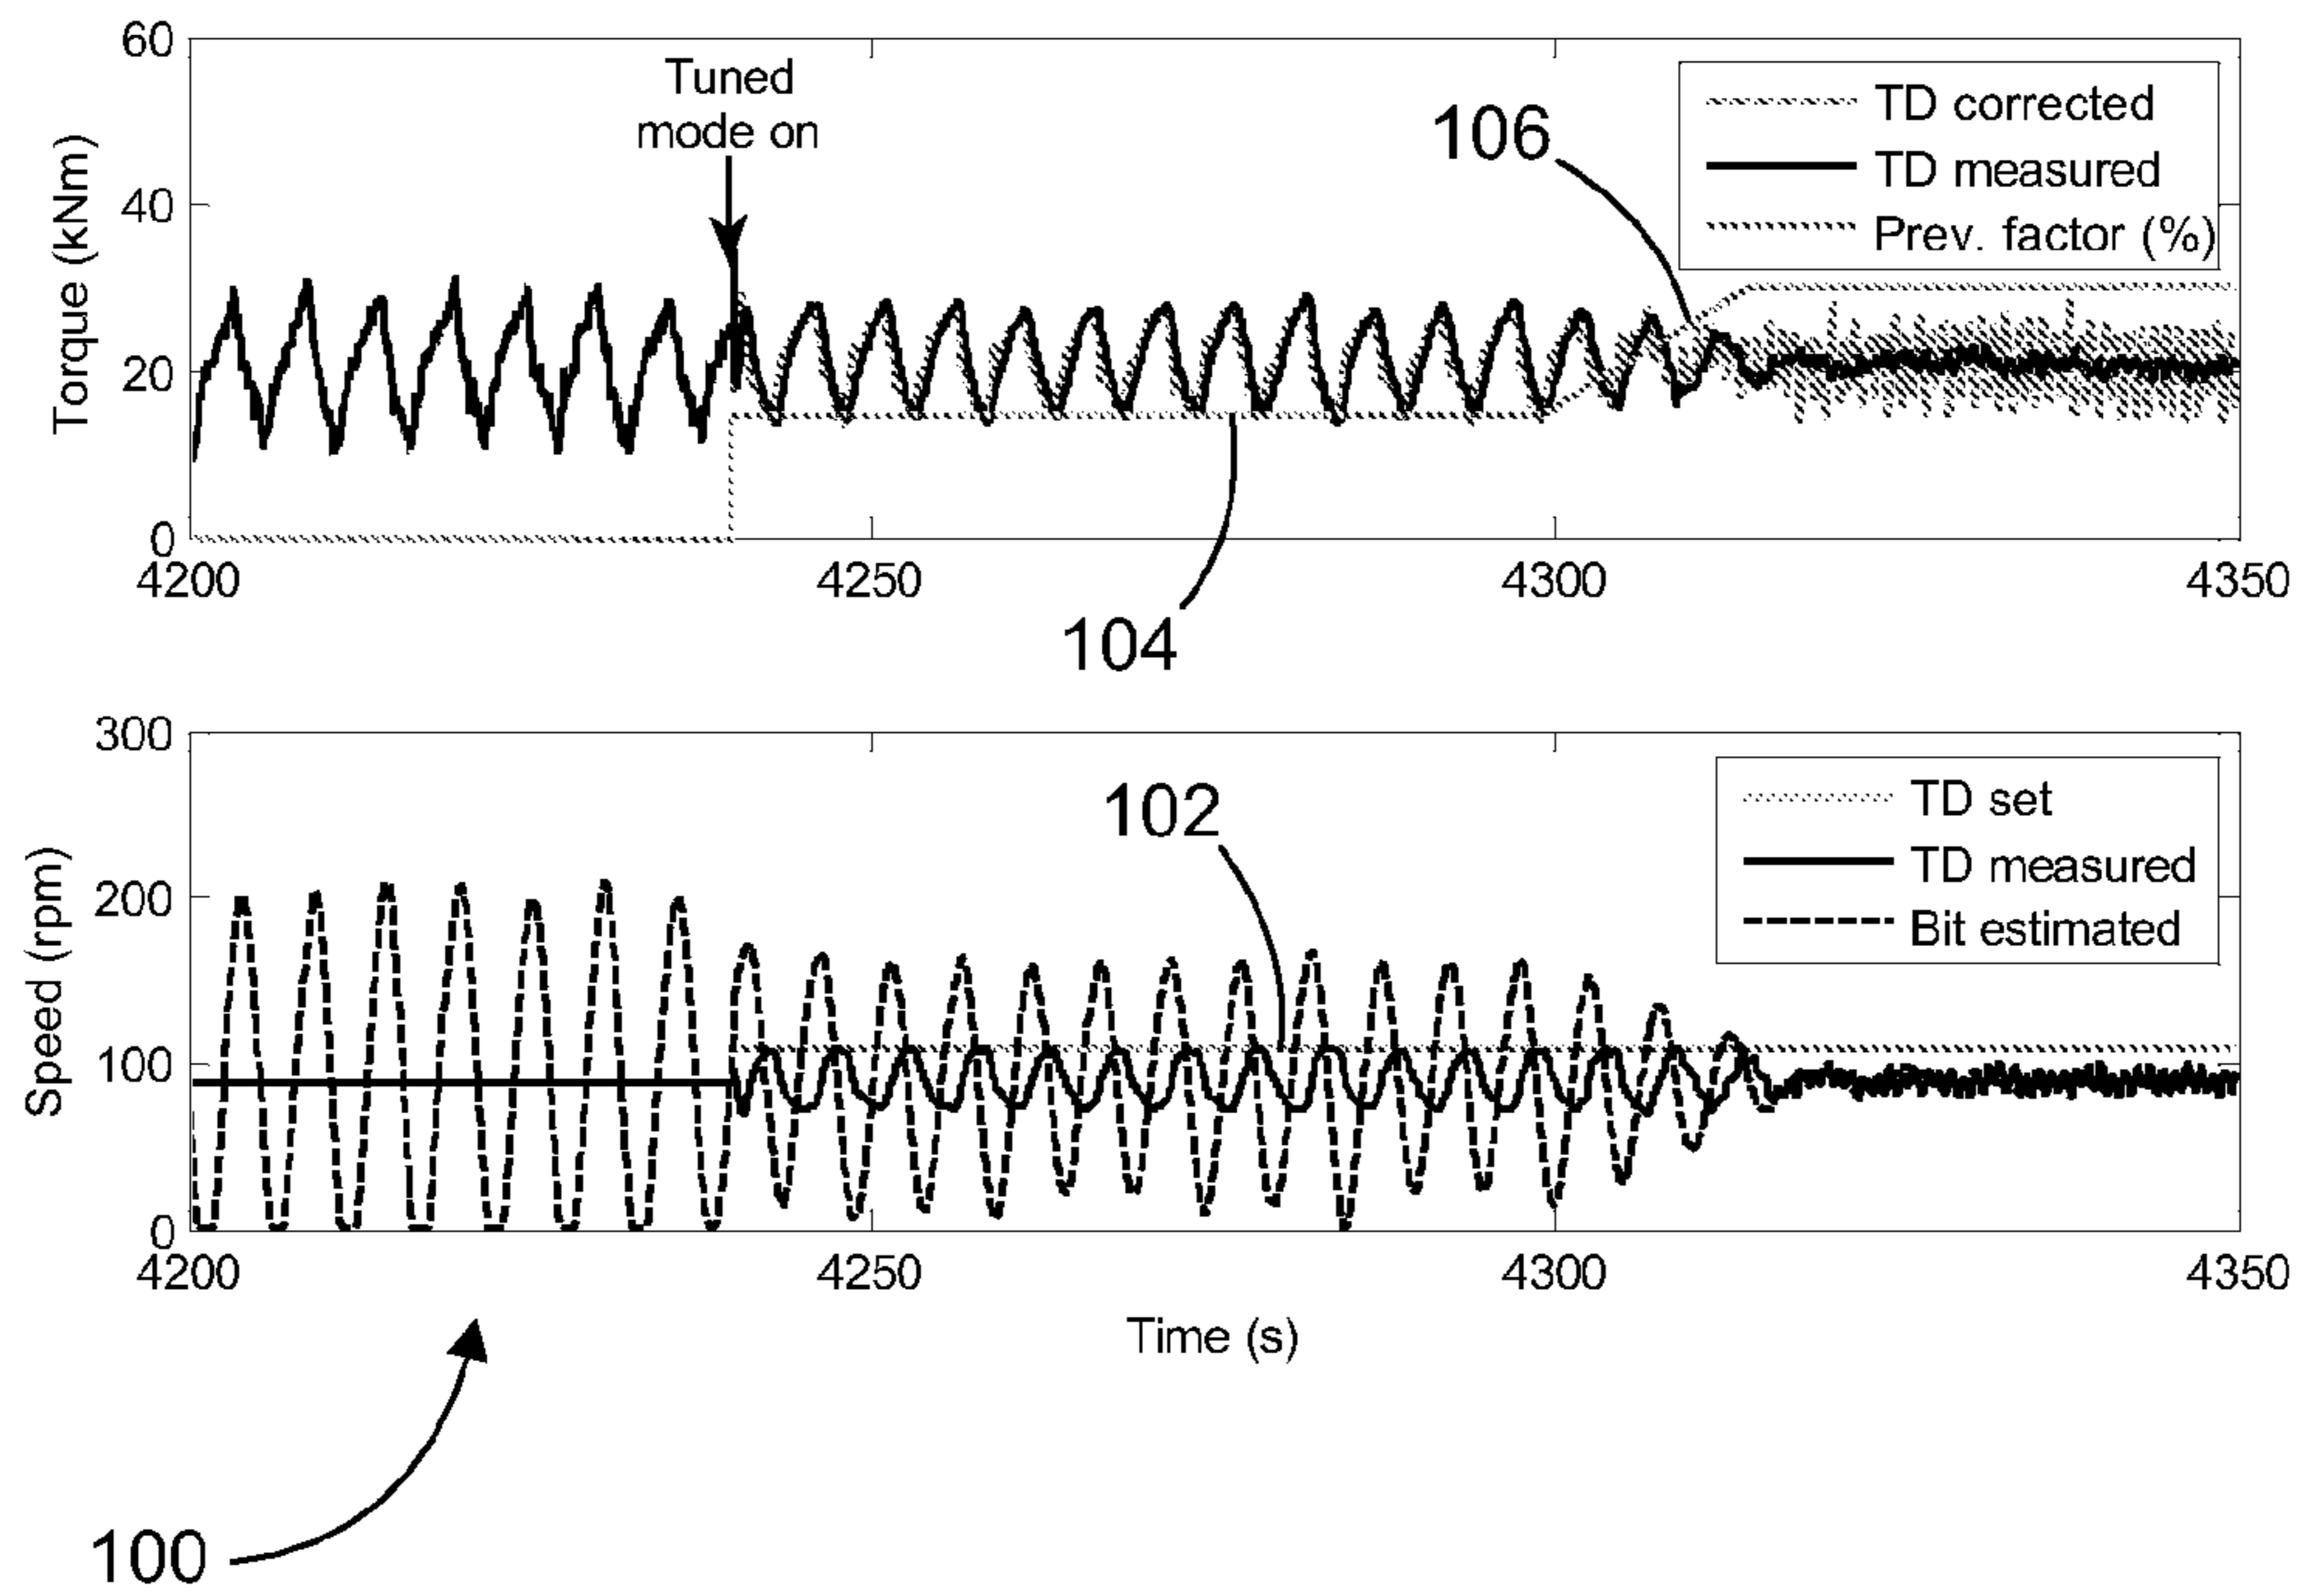 60
Tuned
mode on
106
TD corrected
TD measured
Prev. factor (%)
Torque (kNm)
40
20
0
4200
4250
4300
4350
104
300
102
TD set
TD measured
Bit estimated
Speed (rpm)
200
100
0
4200
4250
4300
4350
Time (s)
100